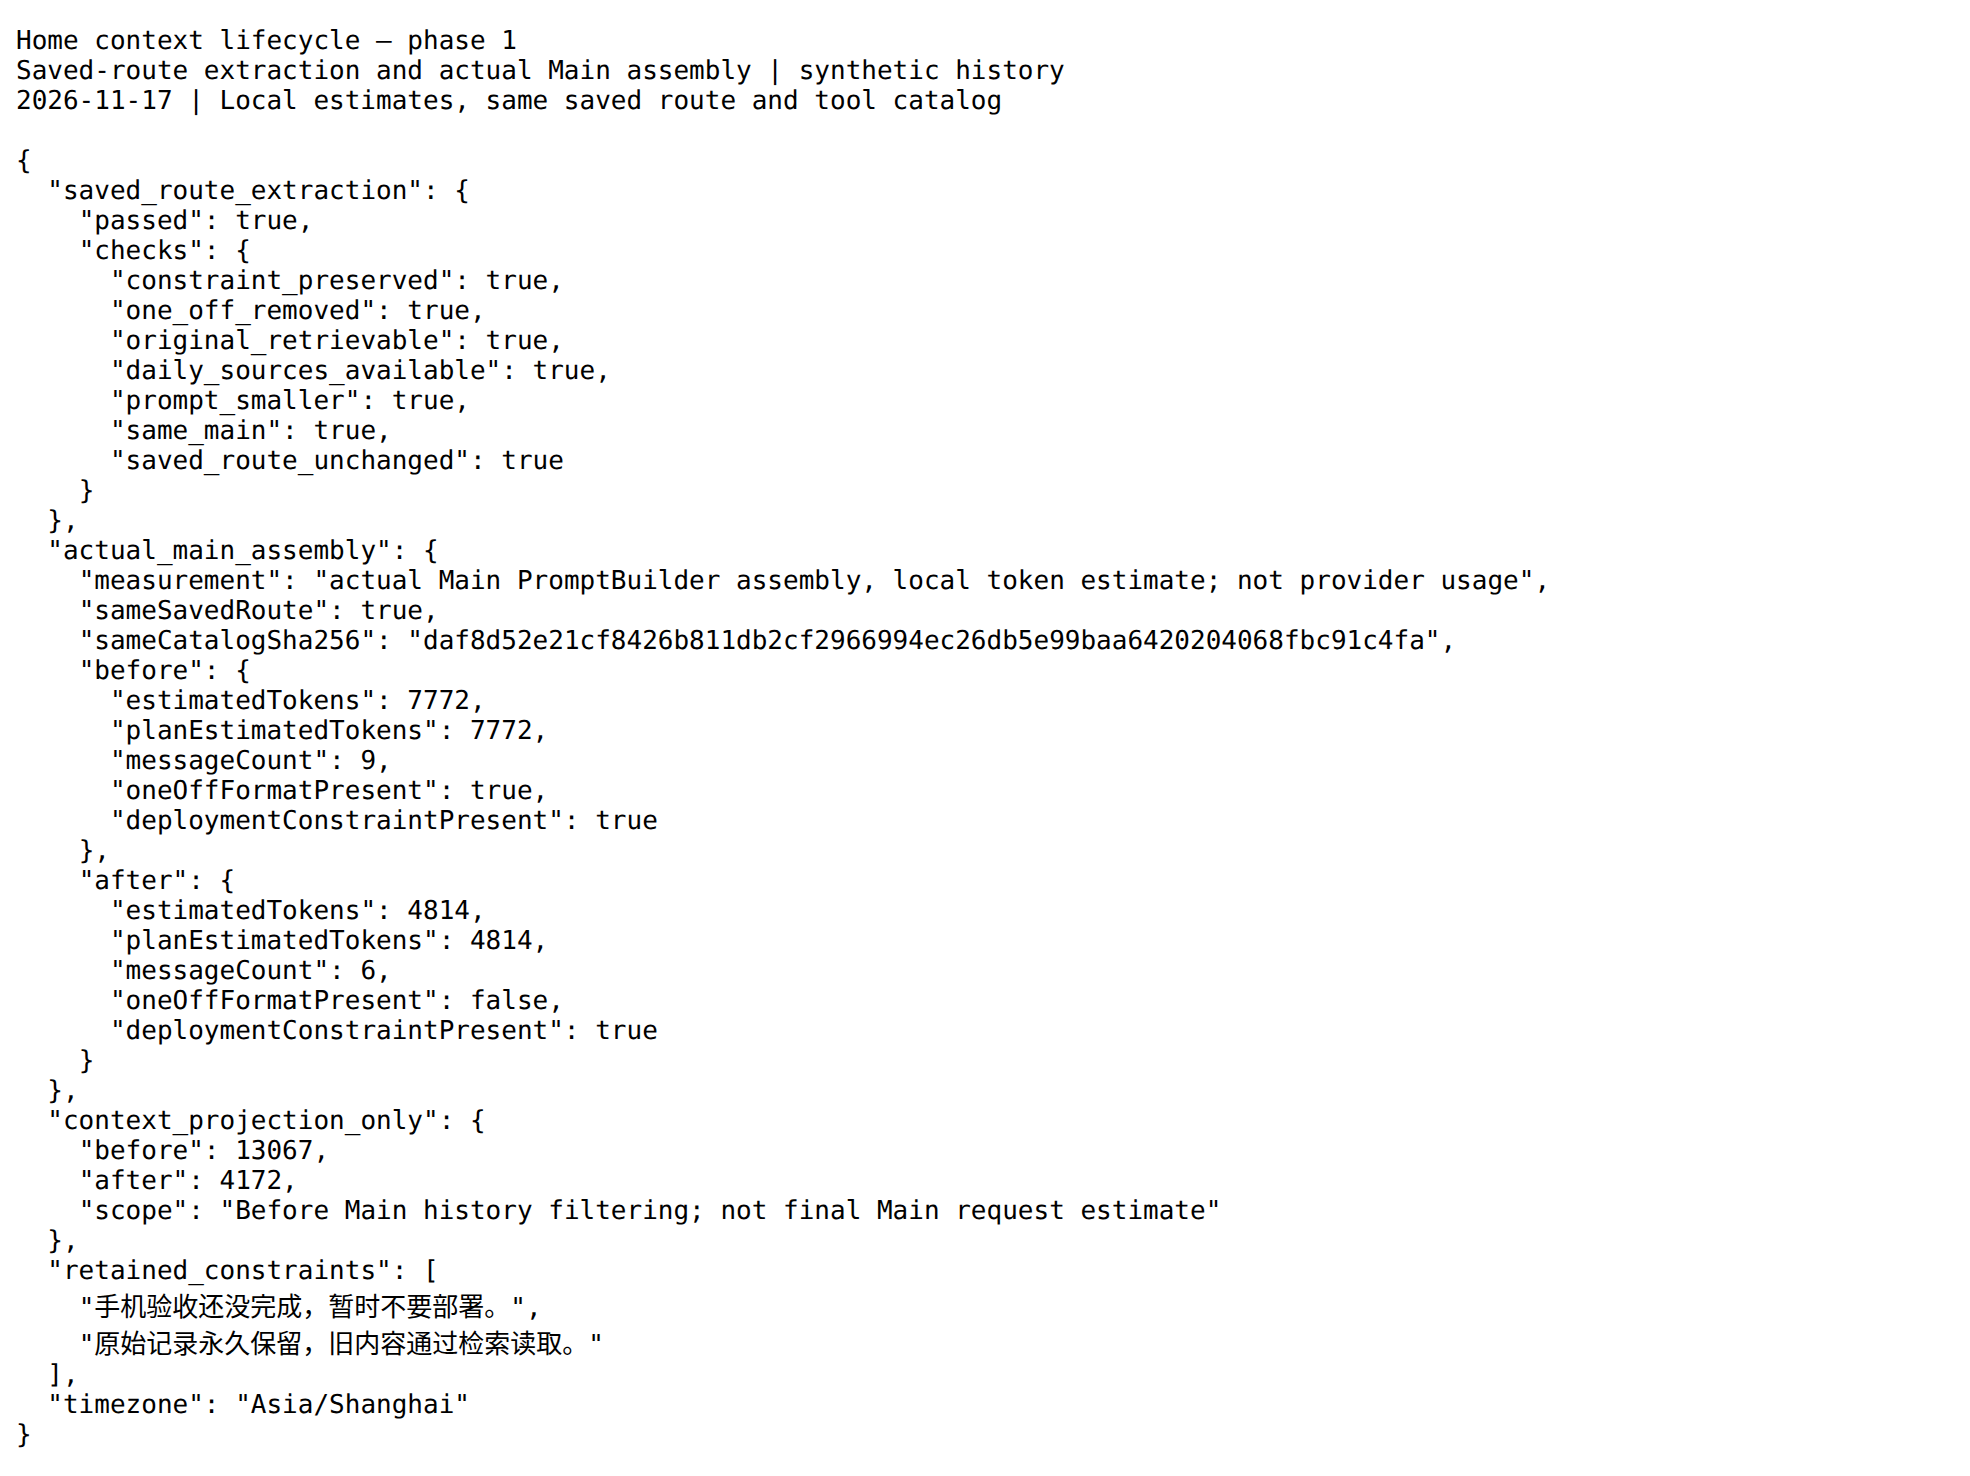 Home context lifecycle — phase 1
Saved-route extraction and actual Main assembly | synthetic history
2026-11-17 | Local estimates, same saved route and tool catalog

{
  "saved_route_extraction": {
    "passed": true,
    "checks": {
      "constraint_preserved": true,
      "one_off_removed": true,
      "original_retrievable": true,
      "daily_sources_available": true,
      "prompt_smaller": true,
      "same_main": true,
      "saved_route_unchanged": true
    }
  },
  "actual_main_assembly": {
    "measurement": "actual Main PromptBuilder assembly, local token estimate; not provider usage",
    "sameSavedRoute": true,
    "sameCatalogSha256": "daf8d52e21cf8426b811db2cf2966994ec26db5e99baa6420204068fbc91c4fa",
    "before": {
      "estimatedTokens": 7772,
      "planEstimatedTokens": 7772,
      "messageCount": 9,
      "oneOffFormatPresent": true,
      "deploymentConstraintPresent": true
    },
    "after": {
      "estimatedTokens": 4814,
      "planEstimatedTokens": 4814,
      "messageCount": 6,
      "oneOffFormatPresent": false,
      "deploymentConstraintPresent": true
    }
  },
  "context_projection_only": {
    "before": 13067,
    "after": 4172,
    "scope": "Before Main history filtering; not final Main request estimate"
  },
  "retained_constraints": [
    "手机验收还没完成，暂时不要部署。",
    "原始记录永久保留，旧内容通过检索读取。"
  ],
  "timezone": "Asia/Shanghai"
}